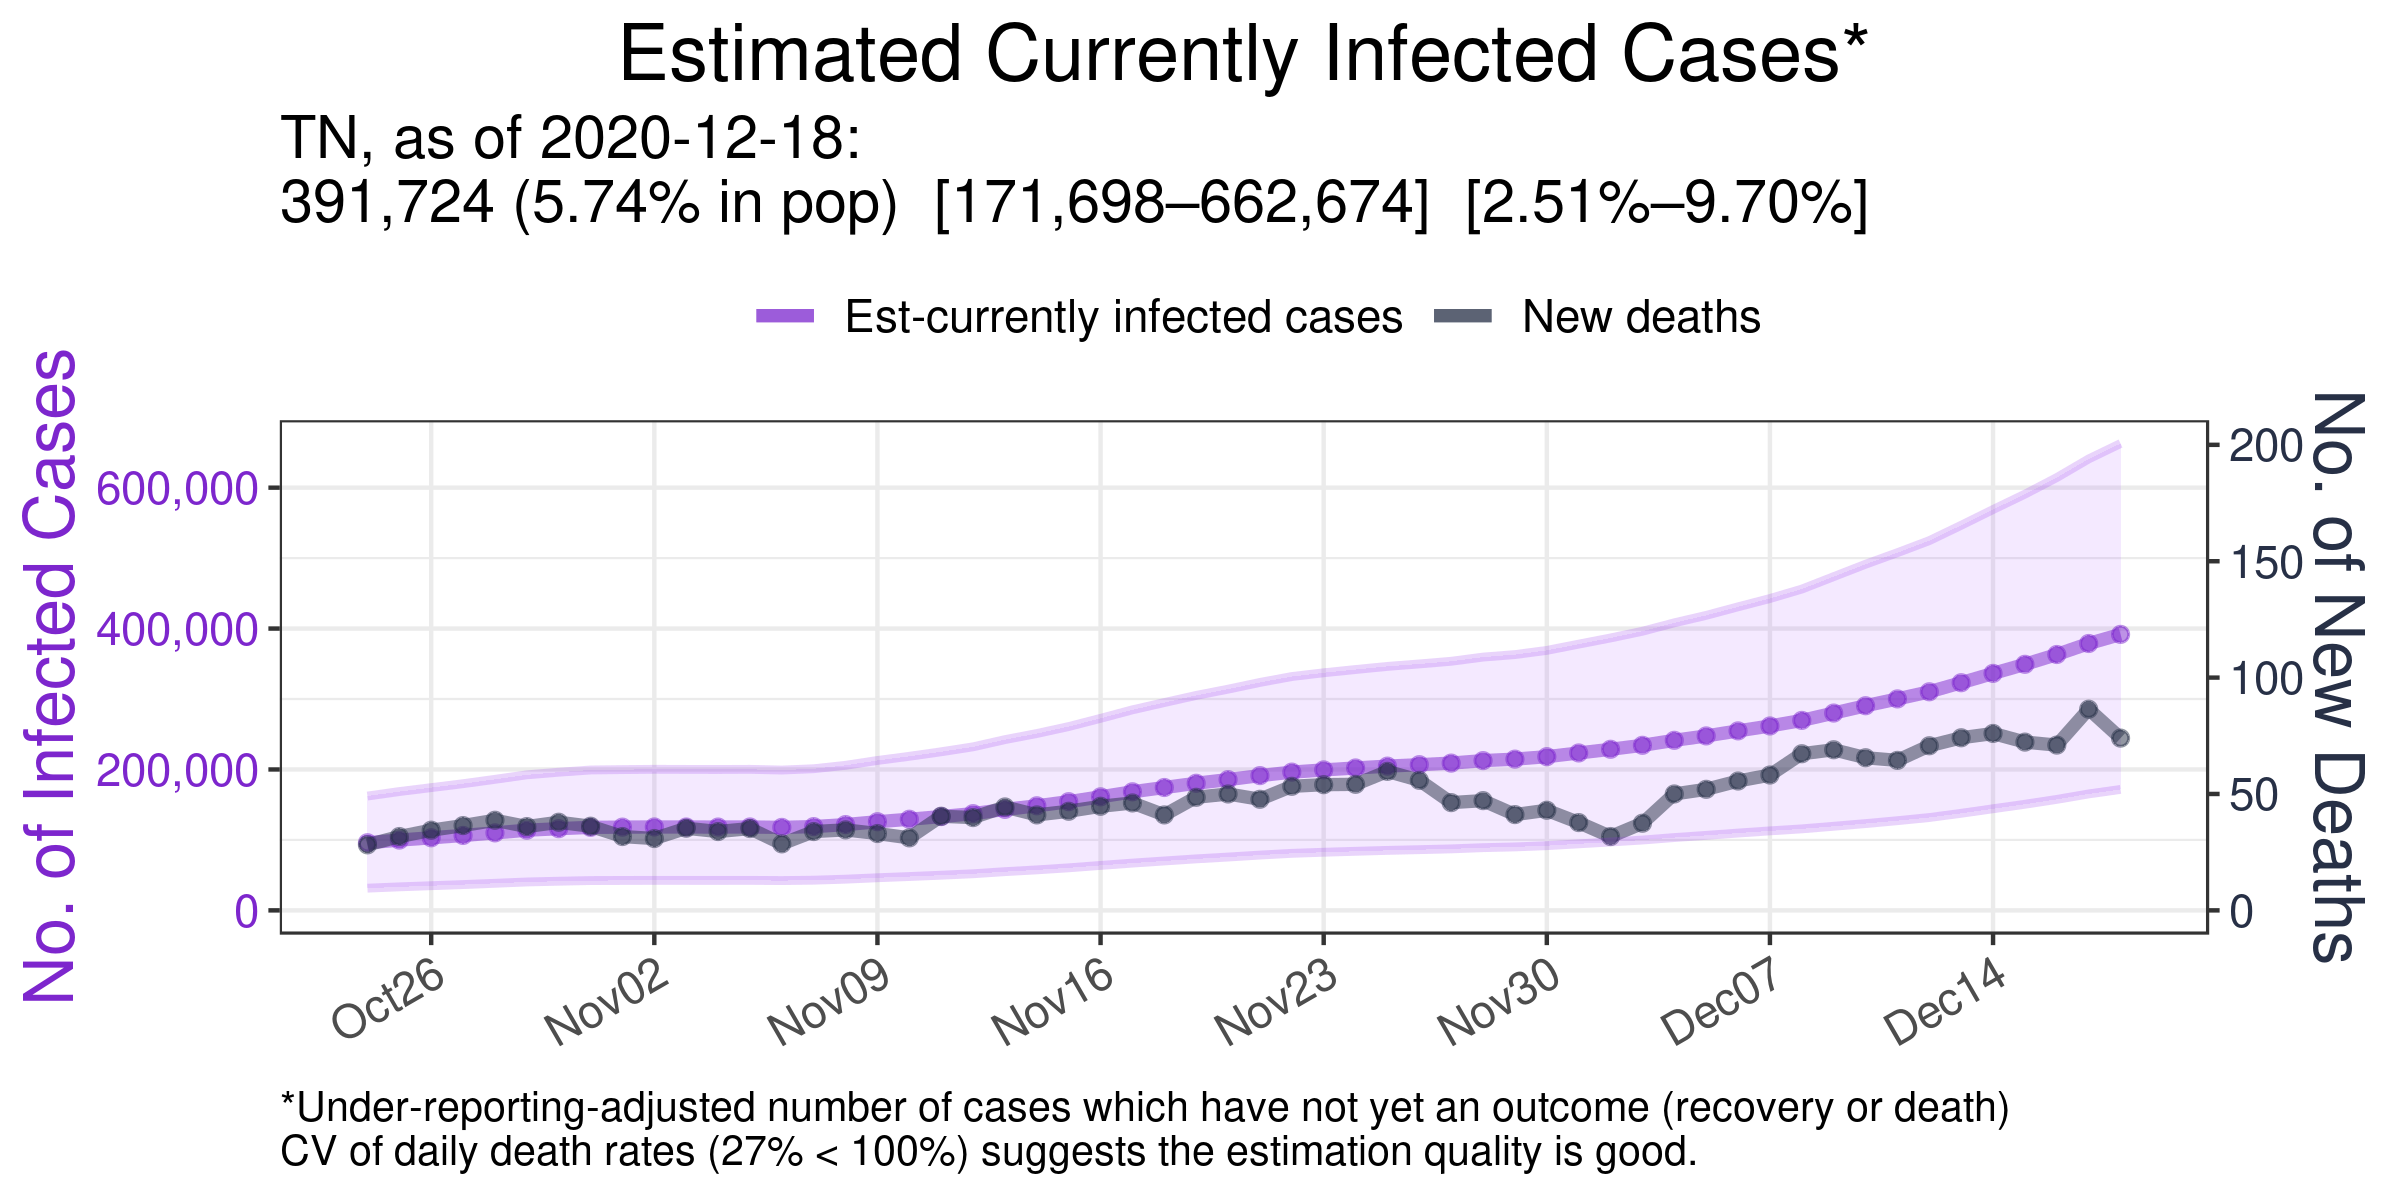 Estimated Currently Infected Cases*
TN, as of 2020-12-18:
391,724 (5.74% in pop)  [171,698–662,674]  [2.51%–9.70%]
Est-currently infected cases
New deaths
No. of Infected Cases
600,000
400,000
200,000
0
No. of New Deaths
200
150
100
50
0
Oct26
Nov02
Nov09
Nov16
Nov23
Nov30
Dec07
Dec14
*Under-reporting-adjusted number of cases which have not yet an outcome (recovery or death)
CV of daily death rates (27% < 100%) suggests the estimation quality is good.